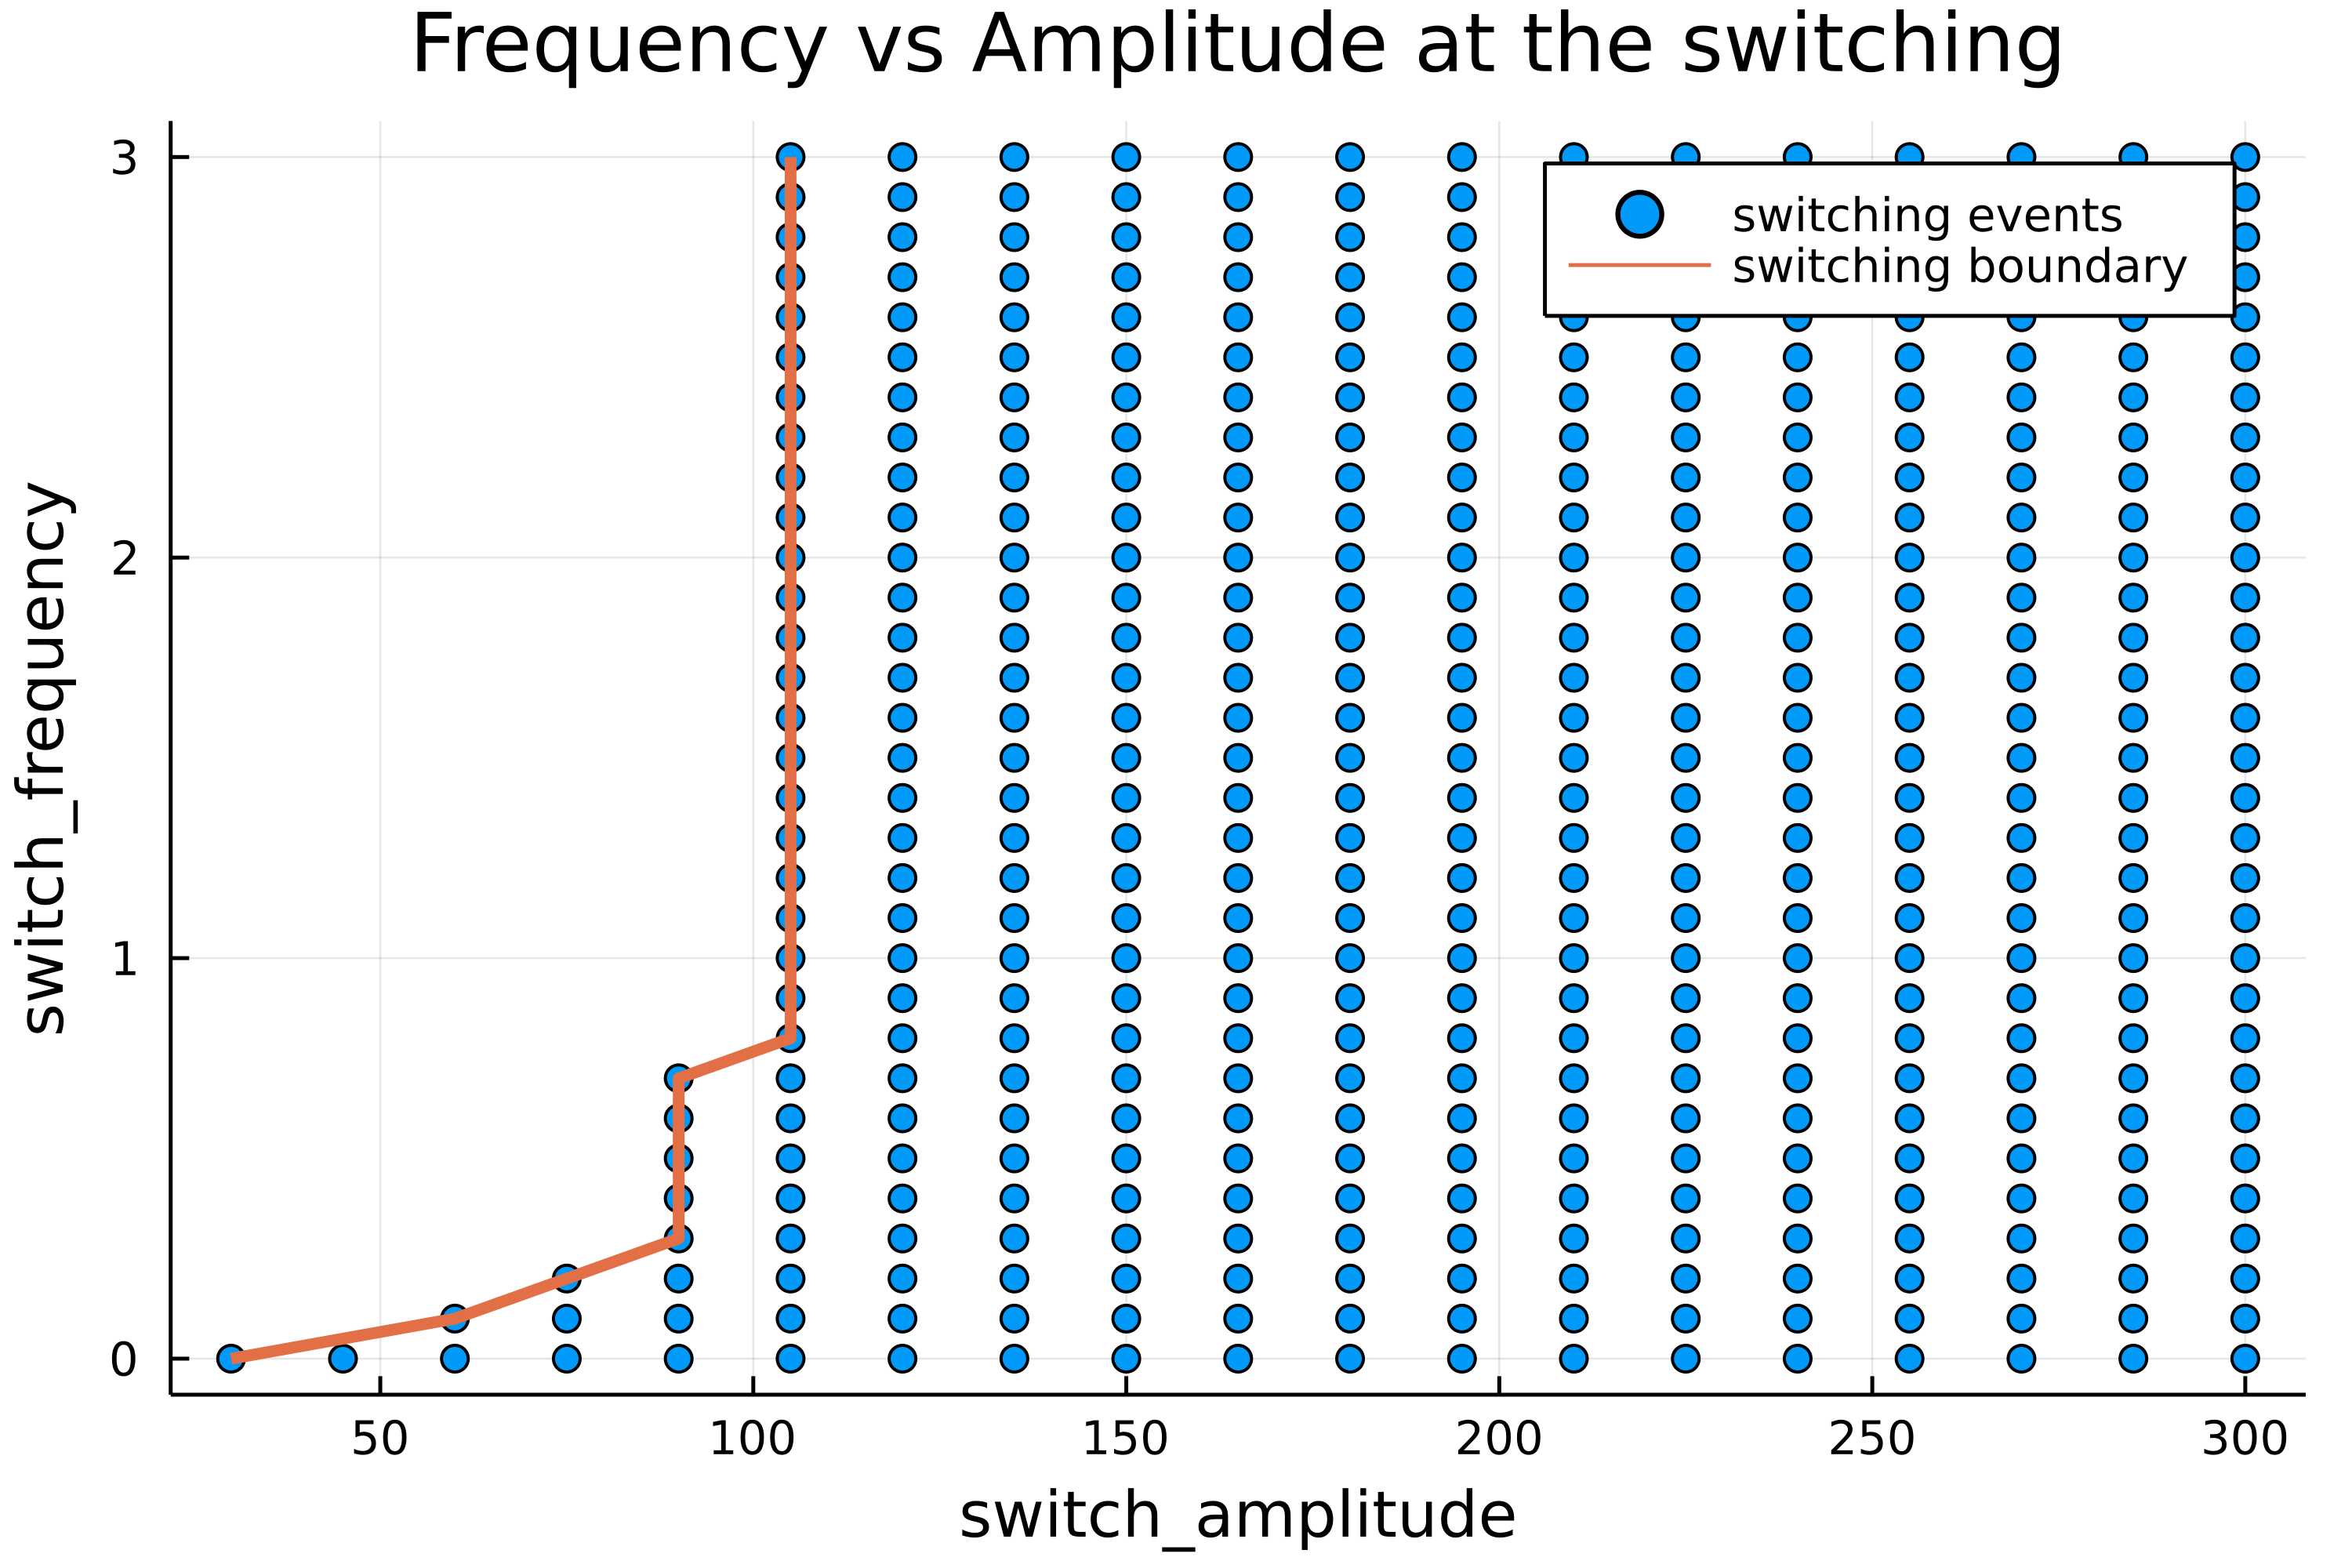 Frequency vs Amplitude at the switching
switching events
switching boundary
switch_frequency
3
2
1
0
50 100 150 200 250 300
switch_amplitude